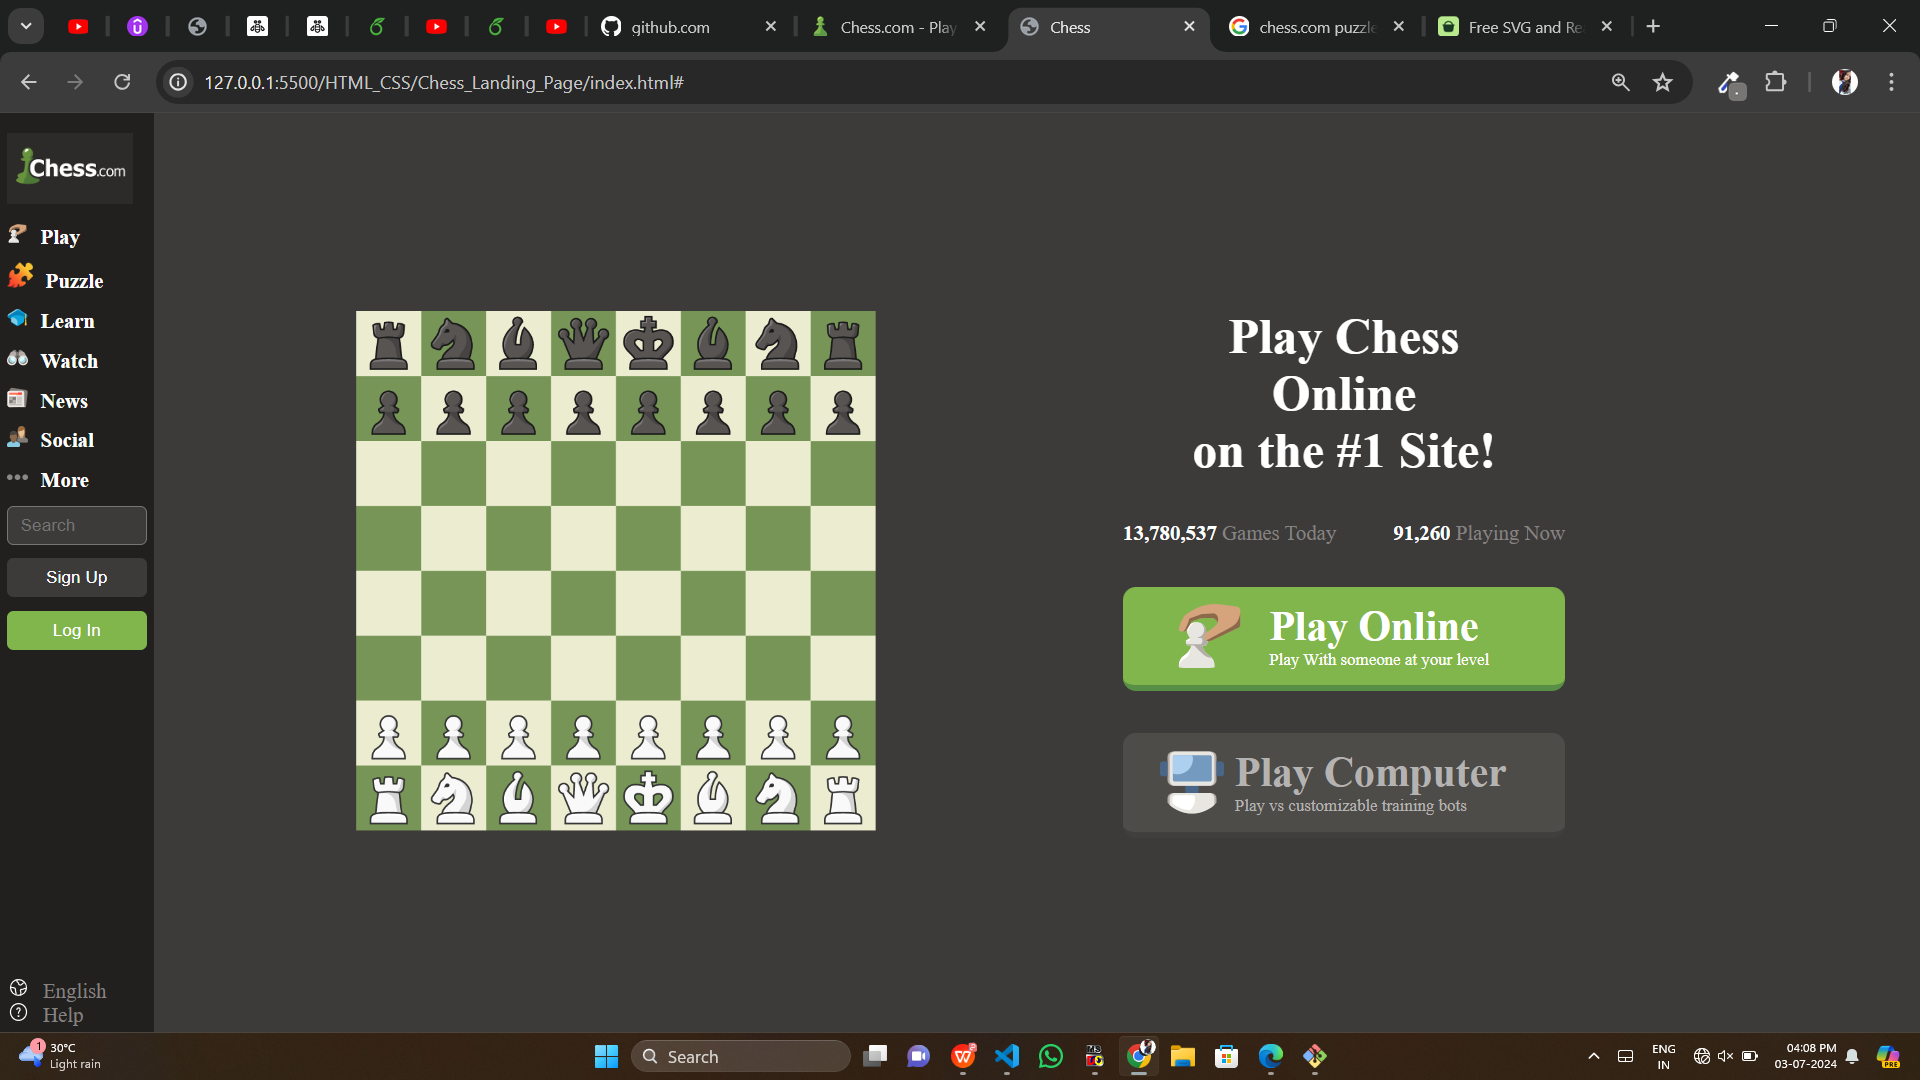 github.com
Chess.com - Play
Chess
chess.com puzzle
Free SVG and Re
127.0.0.1:5500/HTML_CSS/Chess_Landing_Page/index.html#
Chess.com
Play
Puzzle
Learn
Watch
News
Social
More
Search
Sign Up
Log In
English
Help
Play Chess
Online
on the #1 Site!
13,780,537 Games Today
91,260 Playing Now
Play Online
Play With someone at your level
Play Computer
Play vs customizable training bots
1
30°C
Light rain
Search
ENG
IN
04:08 PM
03-07-2024
PRE